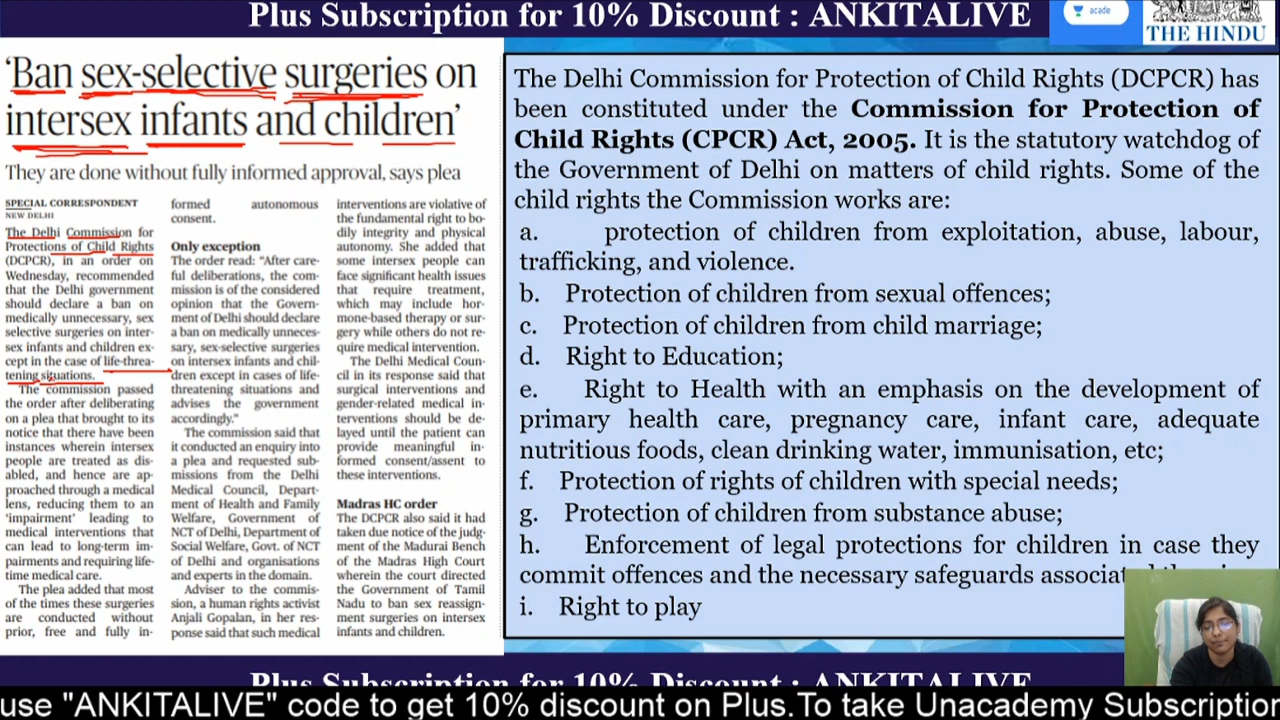 Plus Subscription for 10% Discount : ANKITALIVE
acade
THE HINDU
'Ban sex-selective surgeries on
intersex infants and children'
They are done without fully informed approval, says plea
SPECIAL CORRESPONDENT
NEW DELHI
The Delhi Commission for
Protections of Child Rights
(DCPCR), in an order on
Wednesday, recommended
that the Delhi government
should declare a ban on
medically unnecessary, sex
selective surgeries on inter-
sex infants and children ex-
cept in the case of life-threa-
tening situations.
The commission passed
the order after deliberating
on a plea that brought to its
notice that there have been
instances wherein intersex
people are treated as dis-
abled, and hence are ap-
proached through a medical
lens, reducing them to an
'impairment' leading to
medical interventions that
can lead to long-term im-
pairments and requiring life-
time medical care.
The plea added that most
of the times these surgeries
are conducted without
prior, free and fully in-
formed autonomous
consent.
Only exception
The order read: "After care-
ful deliberations, the com-
mission is of the considered
opinion that the Govern-
ment of Delhi should declare
a ban on medically unneces-
sary, sex-selective surgeries
on intersex infants and chil-
dren except in cases of life-
threatening situations and
advises the government
accordingly."
The commission said that
it conducted an enquiry into
a plea and requested sub-
missions from the Delhi
Medical Council, Depart-
ment of Health and Family
Welfare, Government of
NCT of Delhi, Department of
Social Welfare, Govt. of NCT
of Delhi and organisations
and experts in the domain.
Adviser to the commis-
sion, a human rights activist
Anjali Gopalan, in her res-
ponse said that such medical
interventions are violative of
the fundamental right to bo-
dily integrity and physical
autonomy. She added that
some intersex people can
face significant health issues
that require treatment,
which may include hor-
mone-based therapy or sur-
gery while others do not re-
quire medical intervention.
The Delhi Medical Coun-
cil in its response said that
surgical interventions and
gender-related medical in-
terventions should be de-
layed until the patient can
provide meaningful in-
formed consent/assent to
these interventions.
Madras HC order
The DCPCR also said it had
taken due notice of the judg-
ment of the Madurai Bench
of the Madras High Court
wherein the court directed
the Government of Tamil
Nadu to ban sex reassign-
ment surgeries on intersex
infants and children.
The Delhi Commission for Protection of Child Rights (DCPCR) has
been constituted under the Commission for Protection of
Child Rights (CPCR) Act, 2005. It is the statutory watchdog of
the Government of Delhi on matters of child rights. Some of the
child rights the Commission works are:
a. protection of children from exploitation, abuse, labour,
trafficking, and violence.
b. Protection of children from sexual offences;
c. Protection of children from child marriage;
d. Right to Education;
e. Right to Health with an emphasis on the development of
primary health care, pregnancy care, infant care, adequate
nutritious foods, clean drinking water, immunisation, etc;
f. Protection of rights of children with special needs;
g. Protection of children from substance abuse;
h. Enforcement of legal protections for children in case they
commit offences and the necessary safeguards
i. Right to play
Plus Subscription for 10% Discount : ANKITALIVE
use "ANKITALIVE" code to get 10% discount on Plus.To take Unacademy Subscription